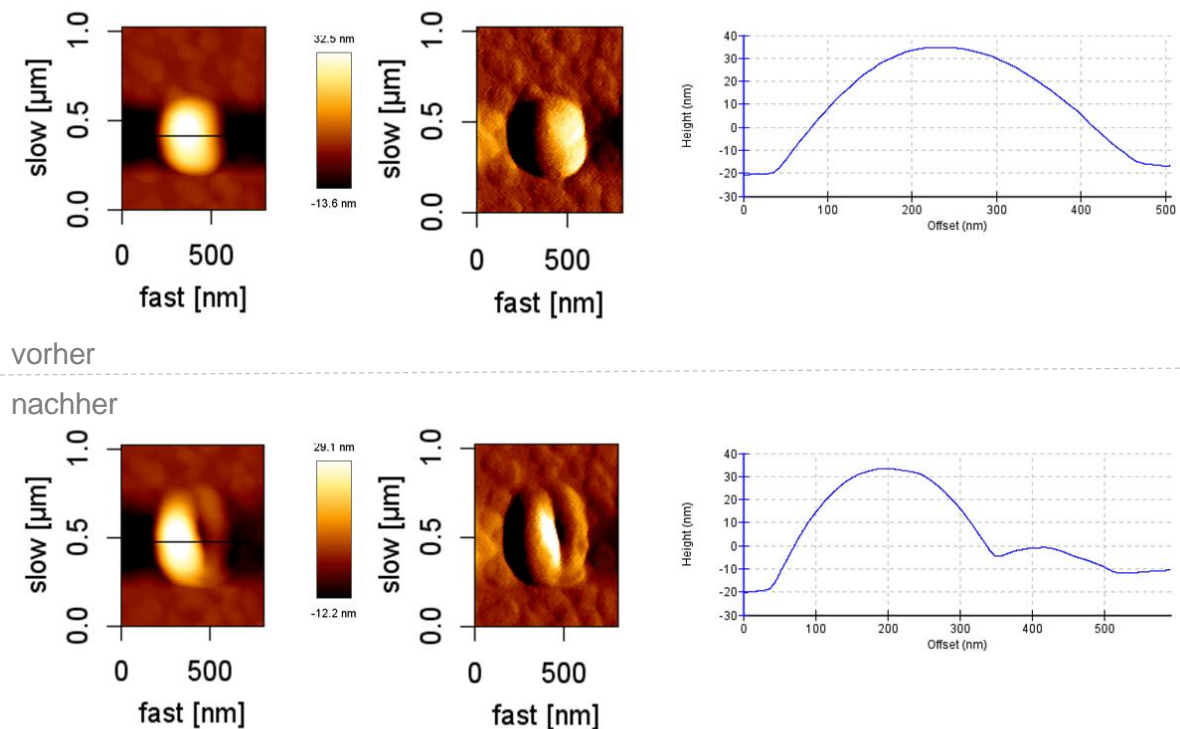 1.0
0.5
0.0
slow [µm]
0 500
fast [nm]
32.5 nm
-13.6 nm
1.0
0.5
0.0
slow [µm]
0 500
fast [nm]
40
30
20
10
0
-10
-20
-30
Height (nm)
0 100 200 300 400 500
Offset (nm)
vorher
nachher
1.0
0.5
0.0
slow [µm]
0 500
fast [nm]
29.1 nm
-12.2 nm
1.0
0.5
0.0
slow [µm]
0 500
fast [nm]
40
30
20
10
0
-10
-20
-30
Height (nm)
0 100 200 300 400 500
Offset (nm)